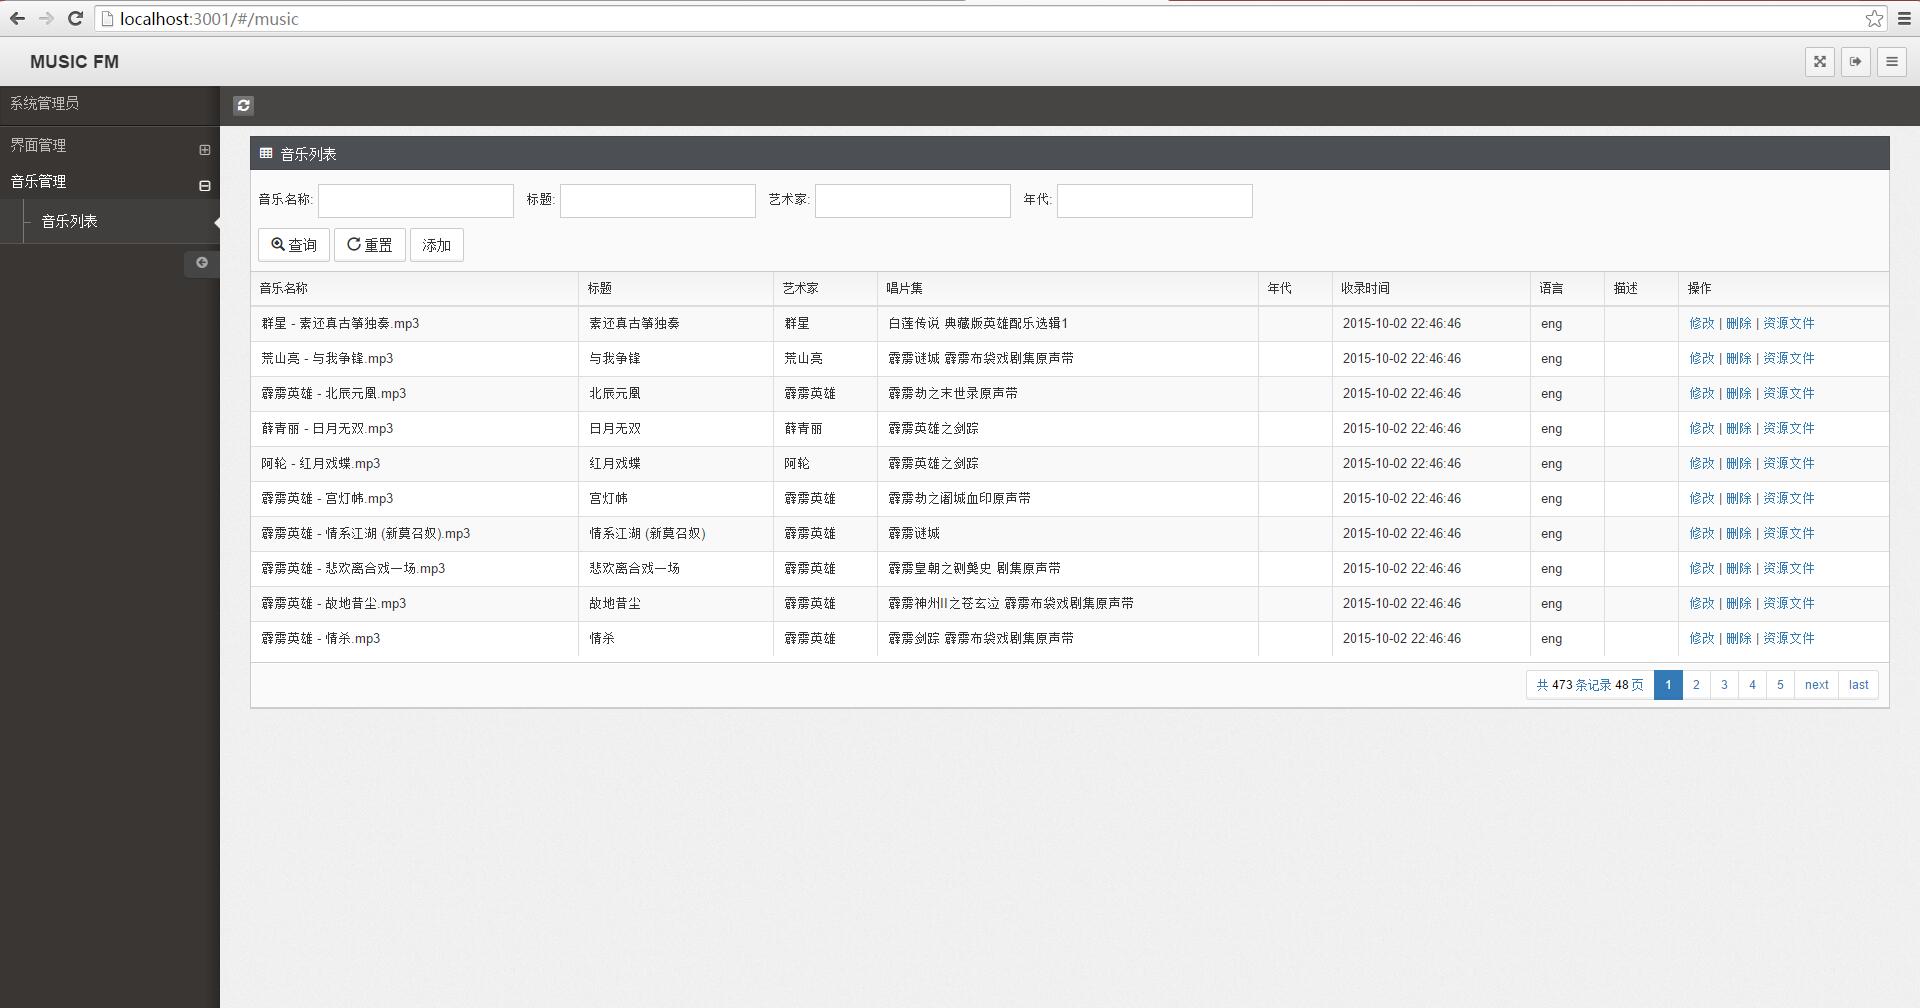 localhost:3001/#/music
MUSIC FM
系统管理员
界面管理
音乐管理
音乐列表
音乐列表
音乐名称: 标题: 艺术家: 年代:
查询 重置 添加
音乐名称 标题 艺术家 唱片集 年代 收录时间 语言 描述 操作
群星 - 素还真古筝独奏.mp3 素还真古筝独奏 群星 白莲传说 典藏版英雄配乐选辑1 2015-10-02 22:46:46 eng 修改 | 删除 | 资源文件
荒山亮 - 与我争锋.mp3 与我争锋 荒山亮 霹雳谜城 霹雳布袋戏剧集原声带 2015-10-02 22:46:46 eng 修改 | 删除 | 资源文件
霹雳英雄 - 北辰元凰.mp3 北辰元凰 霹雳英雄 霹雳劫之末世录原声带 2015-10-02 22:46:46 eng 修改 | 删除 | 资源文件
薛青丽 - 日月无双.mp3 日月无双 薛青丽 霹雳英雄之剑踪 2015-10-02 22:46:46 eng 修改 | 删除 | 资源文件
阿轮 - 红月戏蝶.mp3 红月戏蝶 阿轮 霹雳英雄之剑踪 2015-10-02 22:46:46 eng 修改 | 删除 | 资源文件
霹雳英雄 - 宫灯帏.mp3 宫灯帏 霹雳英雄 霹雳劫之阇城血印原声带 2015-10-02 22:46:46 eng 修改 | 删除 | 资源文件
霹雳英雄 - 情系江湖 (新莫召奴).mp3 情系江湖 (新莫召奴) 霹雳英雄 霹雳谜城 2015-10-02 22:46:46 eng 修改 | 删除 | 资源文件
霹雳英雄 - 悲欢离合戏一场.mp3 悲欢离合戏一场 霹雳英雄 霹雳皇朝之铡龑史 剧集原声带 2015-10-02 22:46:46 eng 修改 | 删除 | 资源文件
霹雳英雄 - 故地昔尘.mp3 故地昔尘 霹雳英雄 霹雳神州II之苍玄泣 霹雳布袋戏剧集原声带 2015-10-02 22:46:46 eng 修改 | 删除 | 资源文件
霹雳英雄 - 情杀.mp3 情杀 霹雳英雄 霹雳剑踪 霹雳布袋戏剧集原声带 2015-10-02 22:46:46 eng 修改 | 删除 | 资源文件
共 473 条记录 48 页 1 2 3 4 5 next last